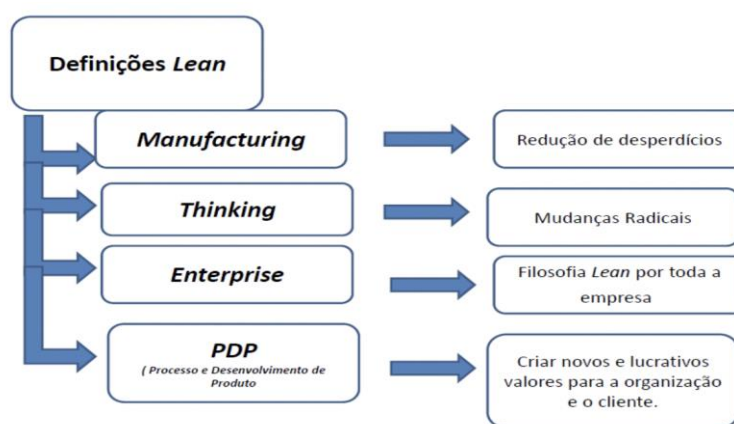 Definições Lean
Manufacturing
Redução de desperdícios
Thinking
Mudanças Radicais
Enterprise
Filosofia Lean por toda a
empresa
PDP
( Processo e Desenvolvimento de
Produto
Criar novos e lucrativos
valores para a organização
e o cliente.